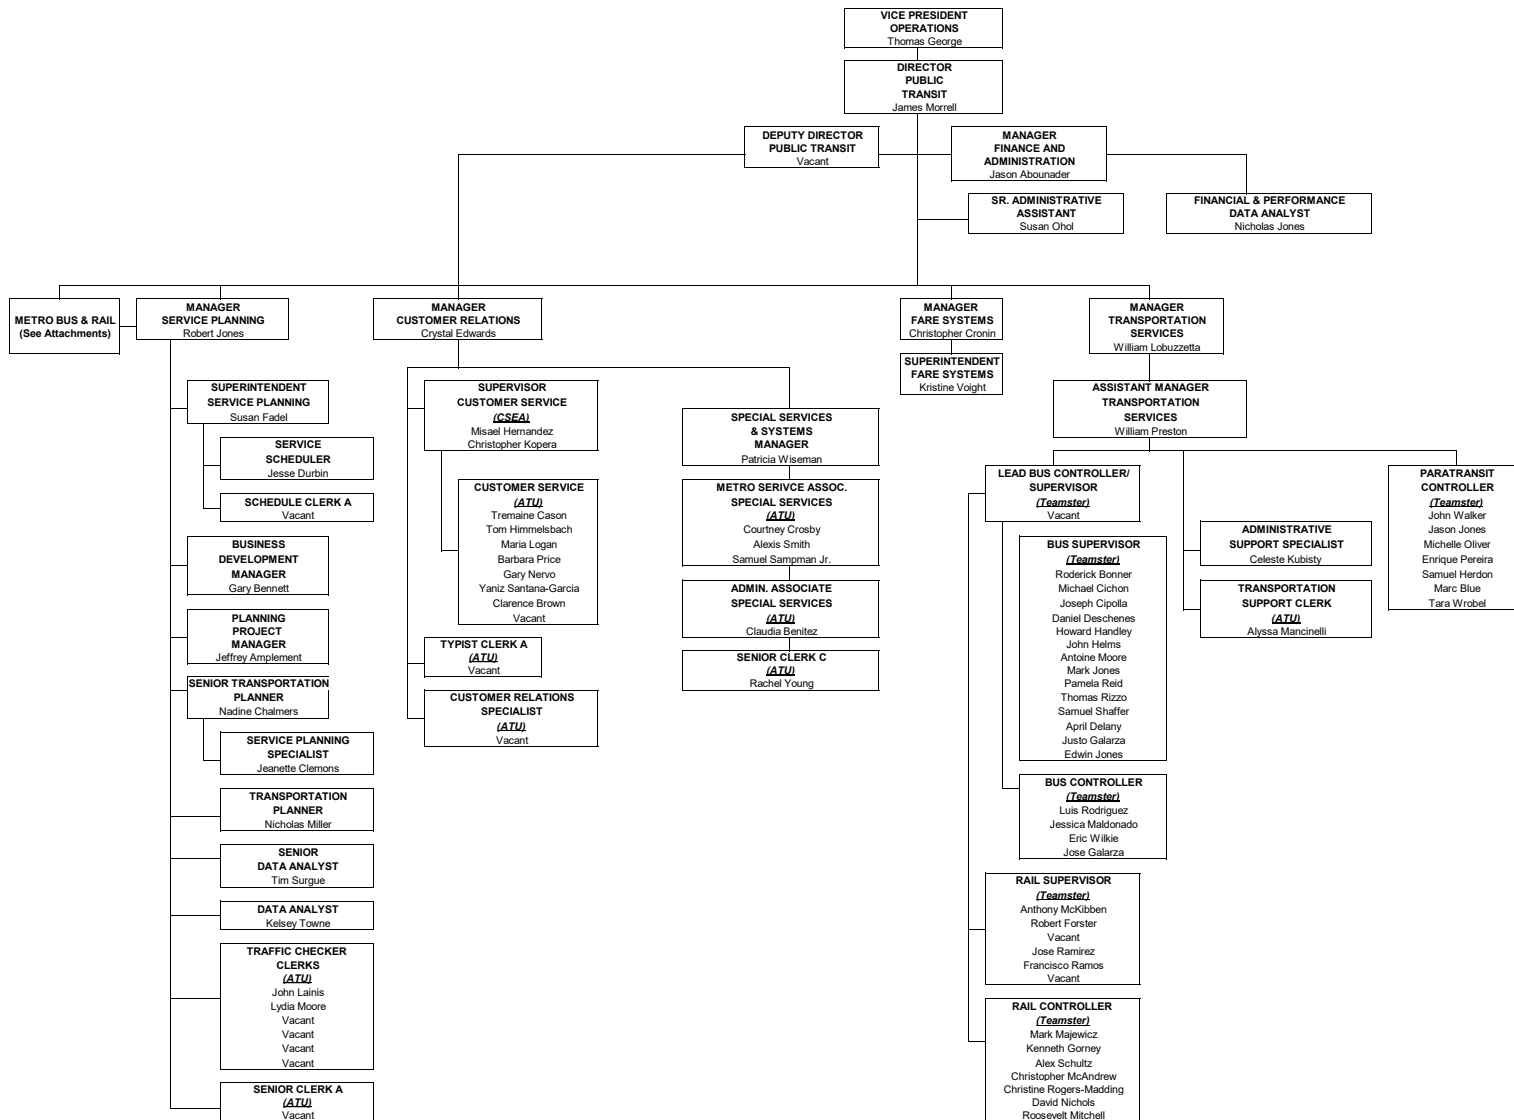 VICE PRESIDENT
OPERATIONS
Thomas George
DIRECTOR
PUBLIC
TRANSIT
James Morrell
DEPUTY DIRECTOR
PUBLIC TRANSIT
Vacant
MANAGER
FINANCE AND
ADMINISTRATION
Jason Abounader
SR. ADMINISTRATIVE
ASSISTANT
Susan Ohol
FINANCIAL & PERFORMANCE
DATA ANALYST
Nicholas Jones
METRO BUS & RAIL
(See Attachments)
MANAGER
SERVICE PLANNING
Robert Jones
MANAGER
CUSTOMER RELATIONS
Crystal Edwards
MANAGER
FARE SYSTEMS
Christopher Cronin
MANAGER
TRANSPORTATION
SERVICES
William Lobuzzetta
SUPERINTENDENT
SERVICE PLANNING
Susan Fadel
SERVICE
SCHEDULER
Jesse Durbin
SCHEDULE CLERK A
Vacant
BUSINESS
DEVELOPMENT
MANAGER
Gary Bennett
PLANNING
PROJECT
MANAGER
Jeffrey Amplement
SENIOR TRANSPORTATION
PLANNER
Nadine Chalmers
SERVICE PLANNING
SPECIALIST
Jeanette Clemons
TRANSPORTATION
PLANNER
Nicholas Miller
SENIOR
DATA ANALYST
Tim Surgue
DATA ANALYST
Kelsey Towne
TRAFFIC CHECKER
CLERKS
(ATU)
John Lainis
Lydia Moore
Vacant
Vacant
Vacant
Vacant
SENIOR CLERK A
(ATU)
Vacant
SUPERVISOR
CUSTOMER SERVICE
(CSEA)
Misael Hernandez
Christopher Kopera
CUSTOMER SERVICE
(ATU)
Tremaine Cason
Tom Himmelsbach
Maria Logan
Barbara Price
Gary Nervo
Yaniz Santana-Garcia
Clarence Brown
Vacant
TYPIST CLERK A
(ATU)
Vacant
CUSTOMER RELATIONS
SPECIALIST
(ATU)
Vacant
SPECIAL SERVICES
& SYSTEMS
MANAGER
Patricia Wiseman
METRO SERIVCE ASSOC.
SPECIAL SERVICES
(ATU)
Courtney Crosby
Alexis Smith
Samuel Sampman Jr.
ADMIN. ASSOCIATE
SPECIAL SERVICES
(ATU)
Claudia Benitez
SENIOR CLERK C
(ATU)
Rachel Young
SUPERINTENDENT
FARE SYSTEMS
Kristine Voight
ASSISTANT MANAGER
TRANSPORTATION
SERVICES
William Preston
LEAD BUS CONTROLLER/
SUPERVISOR
(Teamster)
Vacant
BUS SUPERVISOR
(Teamster)
Roderick Bonner
Michael Cichon
Joseph Cipolla
Daniel Deschenes
Howard Handley
John Helms
Antoine Moore
Mark Jones
Pamela Reid
Thomas Rizzo
Samuel Shaffer
April Delany
Justo Galarza
Edwin Jones
BUS CONTROLLER
(Teamster)
Luis Rodriguez
Jessica Maldonado
Eric Wilkie
Jose Galarza
RAIL SUPERVISOR
(Teamster)
Anthony McKibben
Robert Forster
Vacant
Jose Ramirez
Francisco Ramos
Vacant
RAIL CONTROLLER
(Teamster)
Mark Majewicz
Kenneth Gorney
Alex Schultz
Christopher McAndrew
Christine Rogers-Madding
David Nichols
Roosevelt Mitchell
ADMINISTRATIVE
SUPPORT SPECIALIST
Celeste Kubisty
TRANSPORTATION
SUPPORT CLERK
(ATU)
Alyssa Mancinelli
PARATRANSIT
CONTROLLER
(Teamster)
John Walker
Jason Jones
Michelle Oliver
Enrique Pereira
Samuel Herdon
Marc Blue
Tara Wrobel